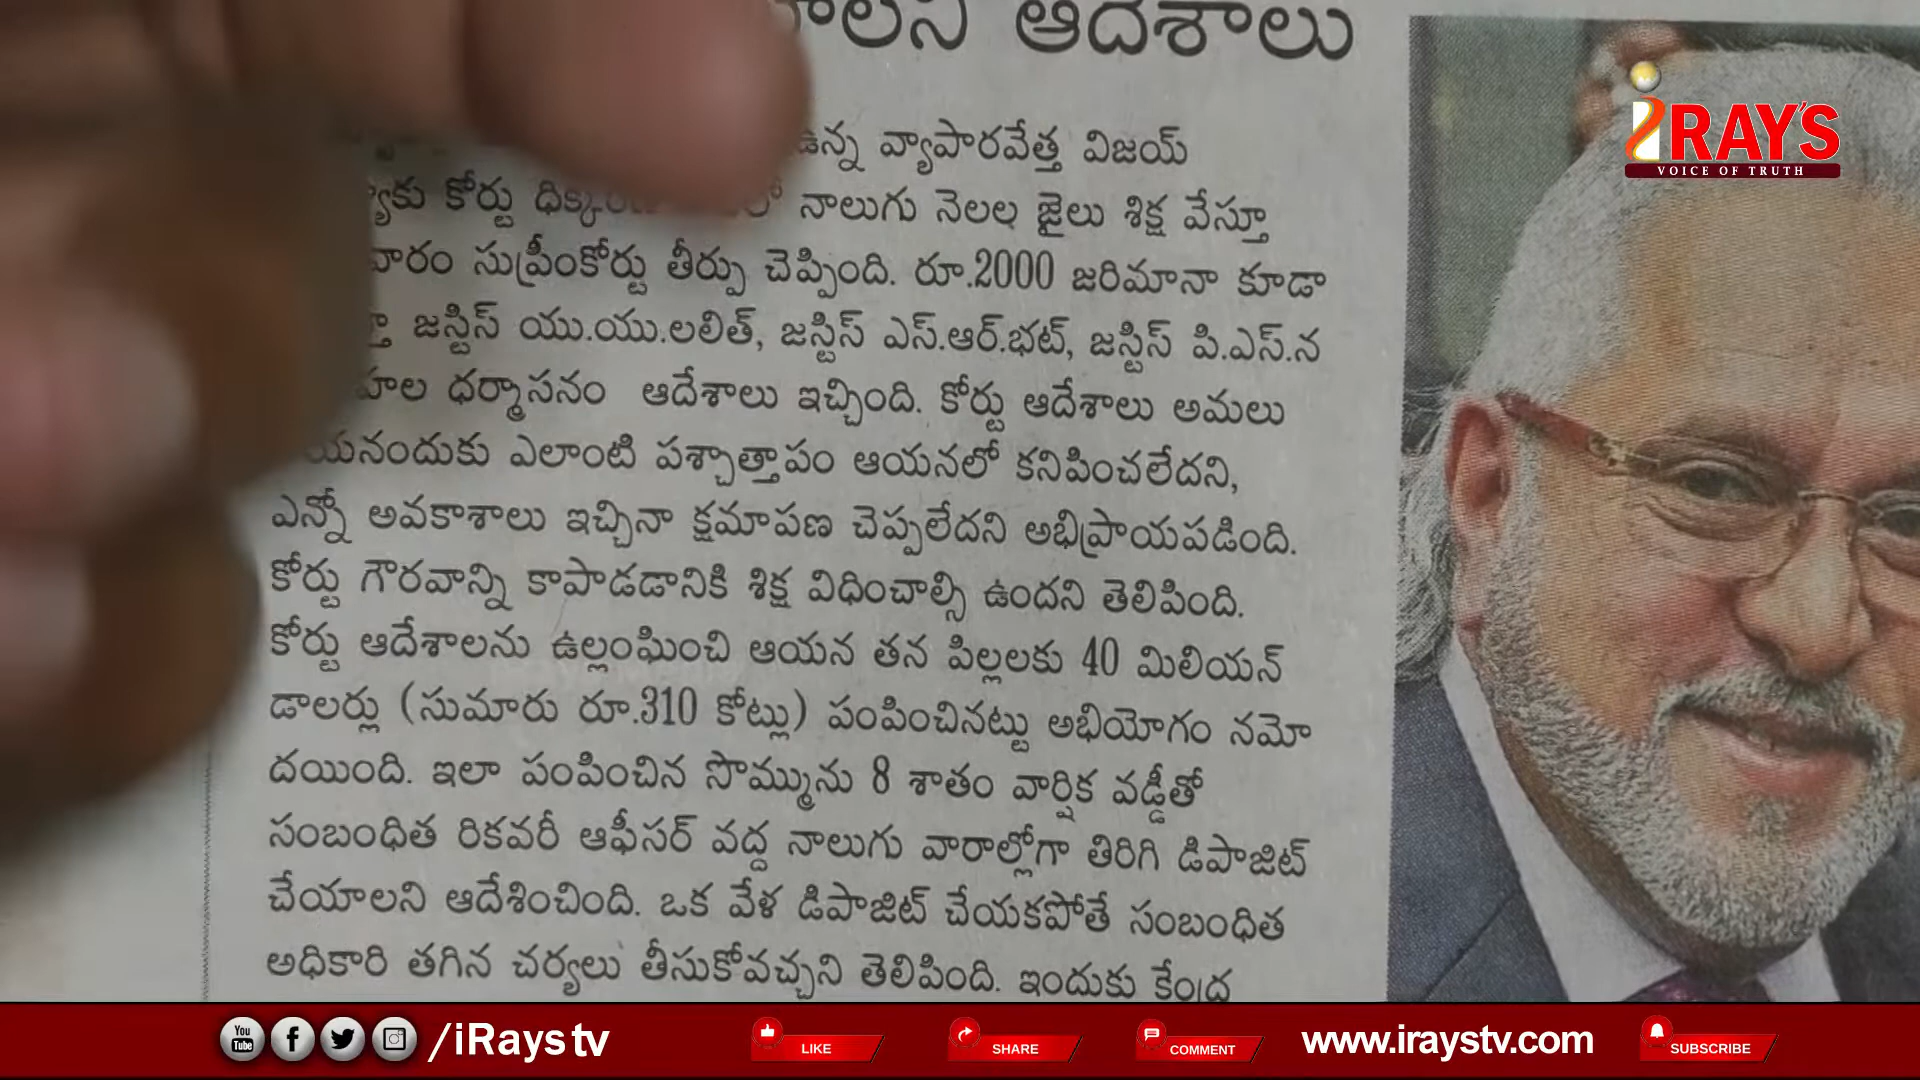 ఆదేశాలు
ఉన్న వ్యాపారవేత్త విజయ్
కోర్టు నాలుగు నెలల జైలు శిక్ష వేస్తూ
సుప్రీంకోర్టు తీర్పు చెప్పింది. రూ.2000 జరిమానా కూడా
జస్టిస్ యు.యు.లలిత్, జస్టిస్ ఎస్.ఆర్.భట్, జస్టిస్ పి.ఎస్.న
ధర్మాసనం ఆదేశాలు ఇచ్చింది. కోర్టు ఆదేశాలు అమలు
ఎలాంటి పశ్చాత్తాపం ఆయనలో కనిపించలేదని,
ఎన్నో అవకాశాలు ఇచ్చినా క్షమాపణ చెప్పలేదని అభిప్రాయపడింది.
కోర్టు గౌరవాన్ని కాపాడడానికి శిక్ష విధించాల్సి ఉందని తెలిపింది.
కోర్టు ఆదేశాలను ఉల్లంఘించి ఆయన తన పిల్లలకు 40 మిలియన్
డాలర్లు (సుమారు రూ.310 కోట్లు) పంపించినట్టు అభియోగం నమో
దయింది. ఇలా పంపించిన సొమ్మును 8 శాతం వార్షిక వడ్డీతో
సంబంధిత రికవరీ ఆఫీసర్ వద్ద నాలుగు వారాల్లోగా తిరిగి డిపాజిట్
చేయాలని ఆదేశించింది. ఒక వేళ డిపాజిట్ చేయకపోతే సంబంధిత
అధికారి తగిన చర్యలు తీసుకోవచ్చని తెలిపింది. ఇందుకు కేంద్ర
iRAY'S
VOICE OF TRUTH
You Tube /iRays tv LIKE SHARE COMMENT www.iraystv.com SUBSCRIBE